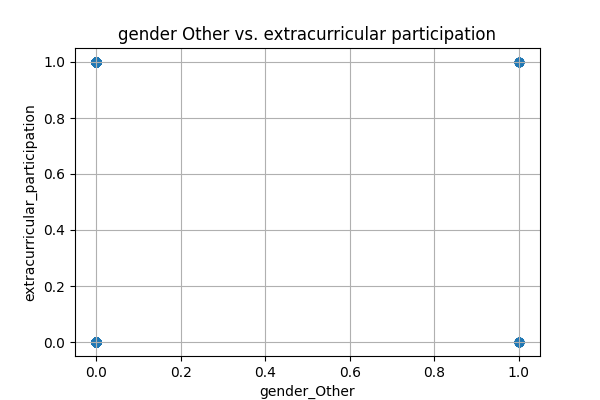 gender Other vs. extracurricular participation
1.0
0.8
0.6
0.4
0.2
0.0
extracurricular_participation
0.0 0.2 0.4 0.6 0.8 1.0
gender_Other